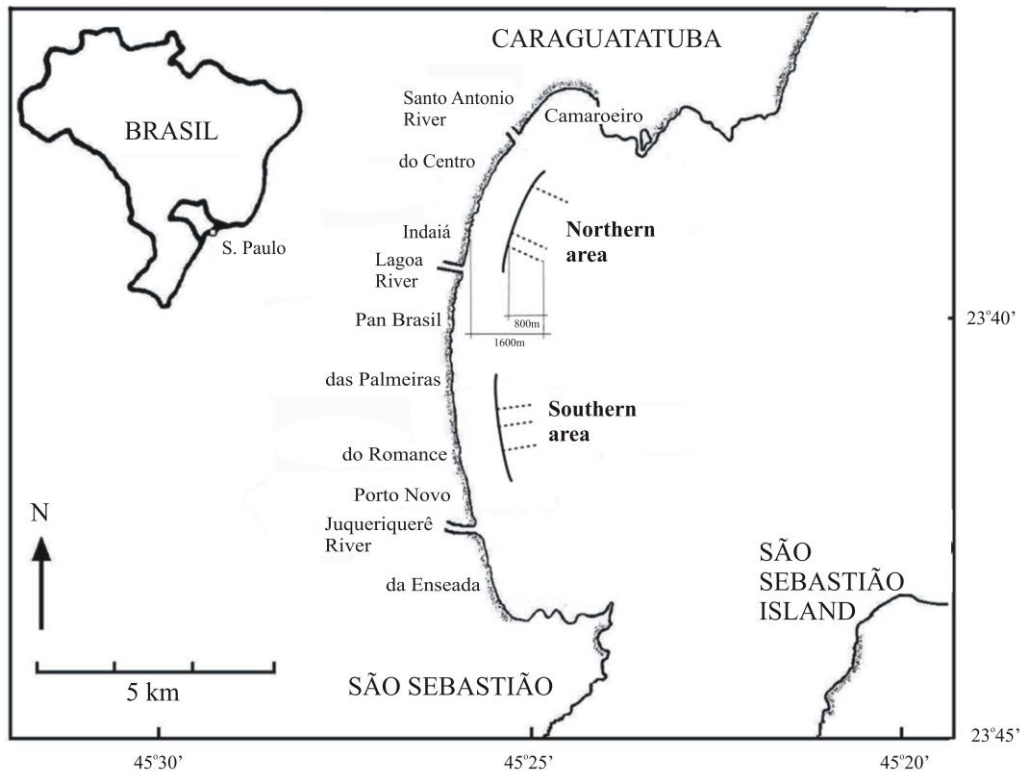 CARAGUATATUBA
BRASIL
S. Paulo
Santo Antonio
River
Camaroeiro
do Centro
Northern
area
Indaiá
Lagoa
River
800m
1600m
Pan Brasil
23°40'
das Palmeiras
Southern
area
do Romance
Porto Novo
Juqueriquerê
River
N
da Enseada
SÃO
SEBASTIÃO
ISLAND
5 km
SÃO SEBASTIÃO
23°45'
45°30'
45°25'
45°20'